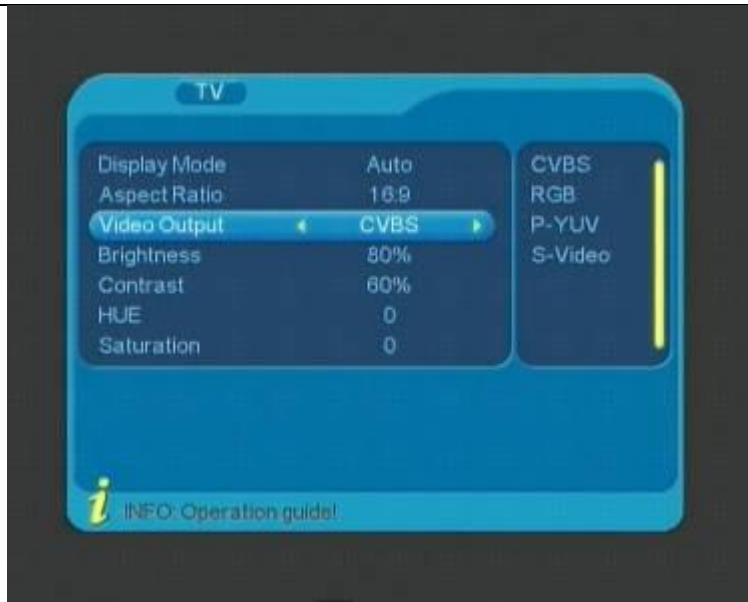 TV
Display Mode Auto
Aspect Ratio 16:9
Video Output CVBS
Brightness 80%
Contrast 60%
HUE 0
Saturation 0
CVBS
RGB
P-YUV
S-Video
i INFO: Operation guide!